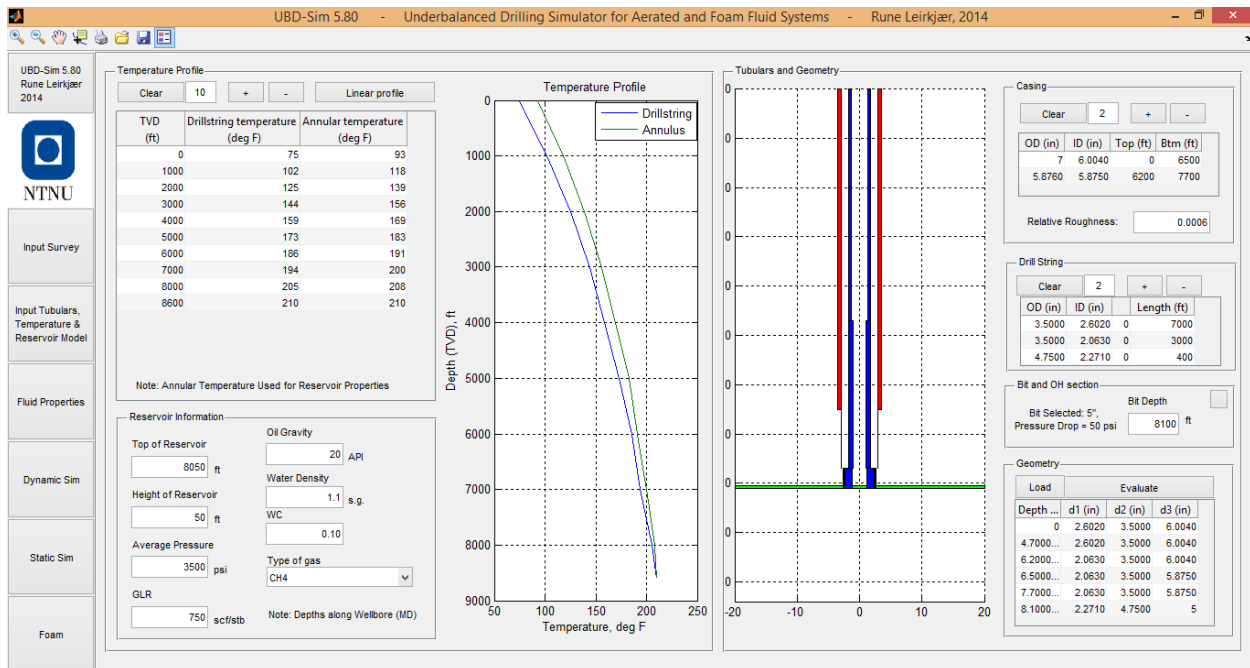 UBD-Sim 5.80 - Underbalanced Drilling Simulator for Aerated and Foam Fluid Systems - Rune Leirkjær, 2014
UBD-Sim 5.80
Rune Leirkjær
2014
NTNU
Input Survey
Input Tubulars,
Temperature &
Reservoir Model
Fluid Properties
Dynamic Sim
Static Sim
Foam
Temperature Profile
Clear 10 + - Linear profile
TVD Drillstring temperature Annular temperature
(ft) (deg F) (deg F)
0 75 93
1000 102 118
2000 125 139
3000 144 156
4000 159 169
5000 173 183
6000 186 191
7000 194 200
8000 205 208
8600 210 210
Note: Annular Temperature Used for Reservoir Properties
Reservoir Information
Top of Reservoir
8050 ft
Height of Reservoir
50 ft
Average Pressure
3500 psi
GLR
750 scf/stb
Oil Gravity
20 API
Water Density
1.1 s.g.
WC
0.10
Type of gas
CH4
Note: Depths along Wellbore (MD)
Temperature Profile
Drillstring
Annulus
0
1000
2000
3000
4000
5000
6000
7000
8000
9000
Depth (TVD), ft
50 100 150 200 250
Temperature, deg F
Tubulars and Geometry
0
0
0
0
0
0
0
0
-20 -10 0 10 20
Casing
Clear 2 + -
OD (in) ID (in) Top (ft) Btm (ft)
7 6.0040 0 6500
5.8760 5.8750 6200 7700
Relative Roughness: 0.0006
Drill String
Clear 2 + -
OD (in) ID (in) Length (ft)
3.5000 2.6020 0 7000
3.5000 2.0630 0 3000
4.7500 2.2710 0 400
Bit and OH section
Bit Selected: 5",
Pressure Drop = 50 psi
Bit Depth
8100 ft
Geometry
Load Evaluate
Depth ... d1 (in) d2 (in) d3 (in)
0 2.6020 3.5000 6.0040
4.7000... 2.6020 3.5000 6.0040
6.2000... 2.0630 3.5000 6.0040
6.5000... 2.0630 3.5000 5.8750
7.7000... 2.0630 3.5000 5.8750
8.1000... 2.2710 4.7500 5